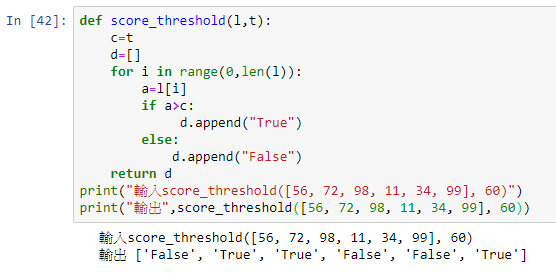 In [42]: def score_threshold(l,t):
    c=t
    d=[]
    for i in range(0,len(l)):
        a=l[i]
        if a>c:
            d.append("True")
        else:
            d.append("False")
    return d
print("輸入score_threshold([56, 72, 98, 11, 34, 99], 60)")
print("輸出",score_threshold([56, 72, 98, 11, 34, 99], 60))
輸入score_threshold([56, 72, 98, 11, 34, 99], 60)
輸出 ['False', 'True', 'True', 'False', 'False', 'True']